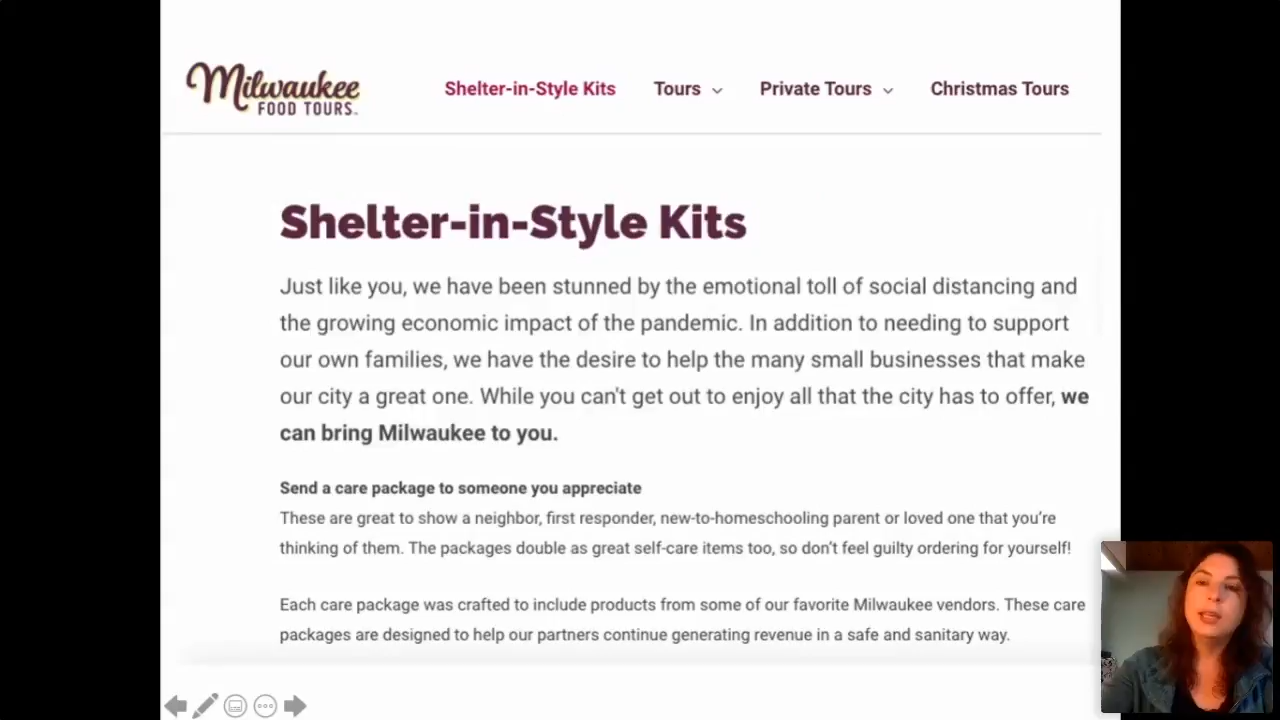 Milwaukee
FOOD TOURS
Shelter-in-Style Kits Tours Private Tours Christmas Tours
Shelter-in-Style Kits
Just like you, we have been stunned by the emotional toll of social distancing and
the growing economic impact of the pandemic. In addition to needing to support
our own families, we have the desire to help the many small businesses that make
our city a great one. While you can't get out to enjoy all that the city has to offer, we
can bring Milwaukee to you.
Send a care package to someone you appreciate
These are great to show a neighbor, first responder, new-to-homeschooling parent or loved one that you’re
thinking of them. The packages double as great self-care items too, so don’t feel guilty ordering for yourself!
Each care package was crafted to include products from some of our favorite Milwaukee vendors. These care
packages are designed to help our partners continue generating revenue in a safe and sanitary way.